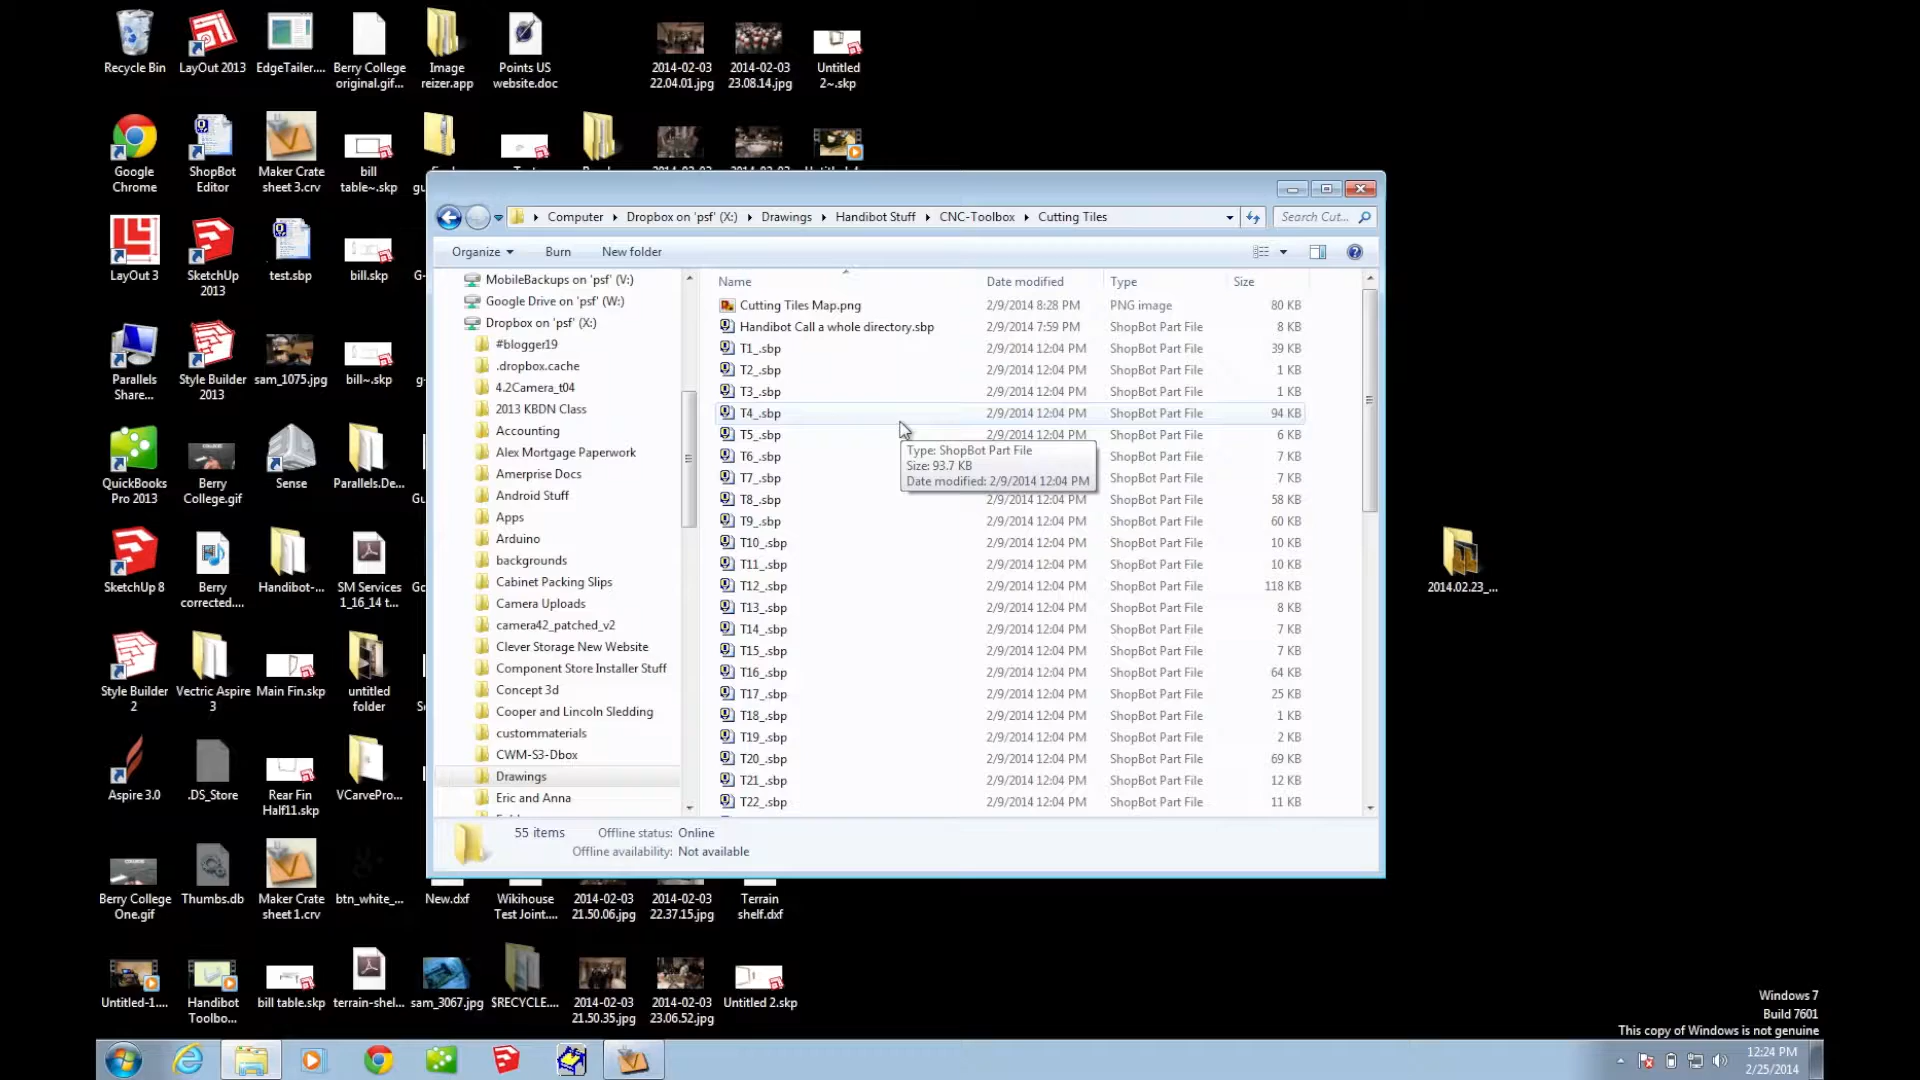 Recycle Bin
LayOut 2013
EdgeTailer....
Berry College
original.gif...
Image
reizer.app
Points US
website.doc
2014-02-03
22.04.01.jpg
2014-02-03
23.08.14.jpg
Untitled
2~.skp
Google
Chrome
ShopBot
Editor
Maker Crate
sheet 3.crv
bill
table~.skp
LayOut 3
SketchUp
2013
test.sbp
bill.skp
Parallels
Share...
Style Builder
2013
sam_1075.jpg
bill~.skp
QuickBooks
Pro 2013
Berry
College.gif
Sense
Parallels.De...
SketchUp 8
Berry
corrected....
Handibot-...
SM Services
1_16_14 t...
Style Builder
2
Vectric Aspire
3
Main Fin.skp
untitled
folder
Aspire 3.0
.DS_Store
Rear Fin
Half11.skp
VCarvePro...
Berry College
One.gif
Thumbs.db
Maker Crate
sheet 1.crv
btn_white_...
New.dxf
Wikihouse
Test Joint....
2014-02-03
21.50.06.jpg
2014-02-03
22.37.15.jpg
Terrain
shelf.dxf
Untitled-1....
Handibot
Toolbo...
bill table.skp
terrain-shel...
sam_3067.jpg
$RECYCLE....
2014-02-03
21.50.35.jpg
2014-02-03
23.06.52.jpg
Untitled 2.skp
2014.02.23_...
Computer Dropbox on 'psf' (X:) Drawings Handibot Stuff CNC-Toolbox Cutting Tiles
Search Cut...
Organize Burn New folder
MobileBackups on 'psf' (V:)
Google Drive on 'psf' (W:)
Dropbox on 'psf' (X:)
#blogger19
.dropbox.cache
4.2Camera_t04
2013 KBDN Class
Accounting
Alex Mortgage Paperwork
Amerprise Docs
Android Stuff
Apps
Arduino
backgrounds
Cabinet Packing Slips
Camera Uploads
camera42_patched_v2
Clever Storage New Website
Component Store Installer Stuff
Concept 3d
Cooper and Lincoln Sledding
custommaterials
CWM-S3-Dbox
Drawings
Eric and Anna
Name Date modified Type Size
Cutting Tiles Map.png 2/9/2014 8:28 PM PNG image 80 KB
Handibot Call a whole directory.sbp 2/9/2014 7:59 PM ShopBot Part File 8 KB
T1_.sbp 2/9/2014 12:04 PM ShopBot Part File 39 KB
T2_.sbp 2/9/2014 12:04 PM ShopBot Part File 1 KB
T3_.sbp 2/9/2014 12:04 PM ShopBot Part File 1 KB
T4_.sbp 2/9/2014 12:04 PM ShopBot Part File 94 KB
T5_.sbp 2/9/2014 12:04 PM ShopBot Part File 6 KB
T6_.sbp ShopBot Part File 7 KB
T7_.sbp ShopBot Part File 7 KB
T8_.sbp 2/9/2014 12:04 PM ShopBot Part File 58 KB
T9_.sbp 2/9/2014 12:04 PM ShopBot Part File 60 KB
T10_.sbp 2/9/2014 12:04 PM ShopBot Part File 10 KB
T11_.sbp 2/9/2014 12:04 PM ShopBot Part File 10 KB
T12_.sbp 2/9/2014 12:04 PM ShopBot Part File 118 KB
T13_.sbp 2/9/2014 12:04 PM ShopBot Part File 8 KB
T14_.sbp 2/9/2014 12:04 PM ShopBot Part File 7 KB
T15_.sbp 2/9/2014 12:04 PM ShopBot Part File 7 KB
T16_.sbp 2/9/2014 12:04 PM ShopBot Part File 64 KB
T17_.sbp 2/9/2014 12:04 PM ShopBot Part File 25 KB
T18_.sbp 2/9/2014 12:04 PM ShopBot Part File 1 KB
T19_.sbp 2/9/2014 12:04 PM ShopBot Part File 2 KB
T20_.sbp 2/9/2014 12:04 PM ShopBot Part File 69 KB
T21_.sbp 2/9/2014 12:04 PM ShopBot Part File 12 KB
T22_.sbp 2/9/2014 12:04 PM ShopBot Part File 11 KB
Type: ShopBot Part File
Size: 93.7 KB
Date modified: 2/9/2014 12:04 PM
55 items Offline status: Online
Offline availability: Not available
Windows 7
Build 7601
This copy of Windows is not genuine
12:24 PM
2/25/2014